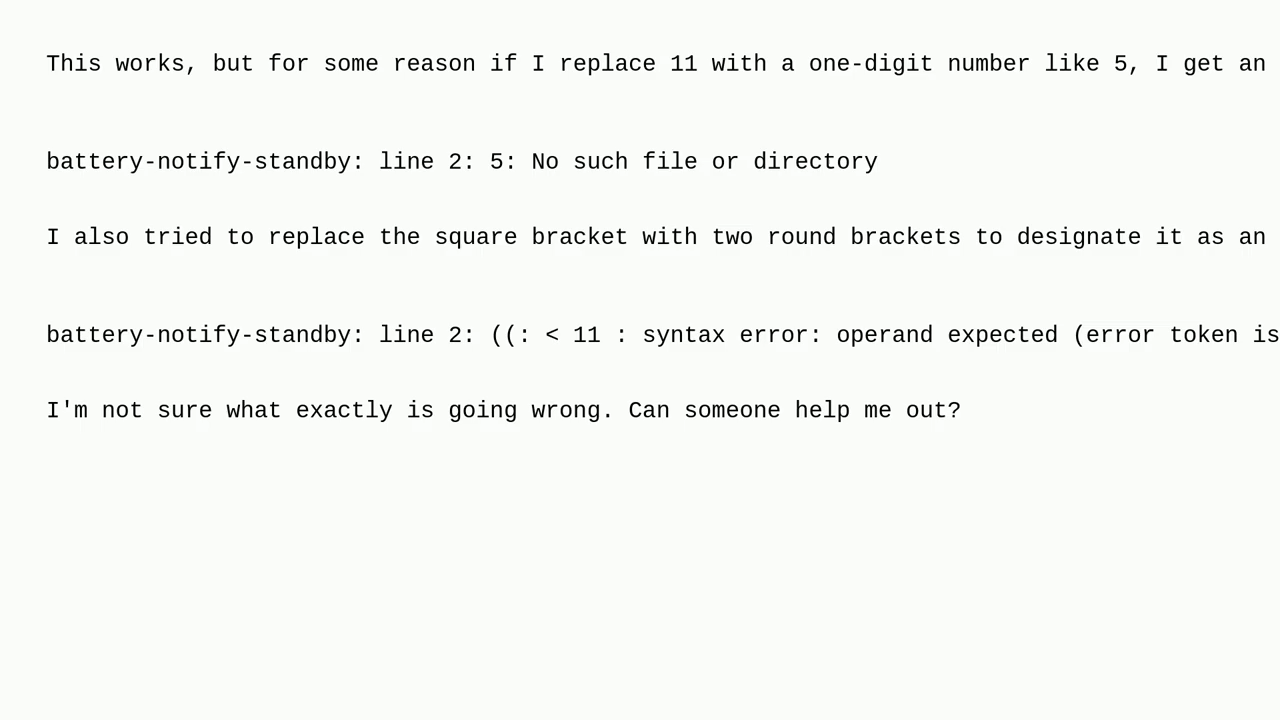 This works, but for some reason if I replace 11 with a one-digit number like 5, I get an
battery-notify-standby: line 2: 5: No such file or directory
I also tried to replace the square bracket with two round brackets to designate it as an
battery-notify-standby: line 2: ((: < 11 : syntax error: operand expected (error token is
I'm not sure what exactly is going wrong. Can someone help me out?